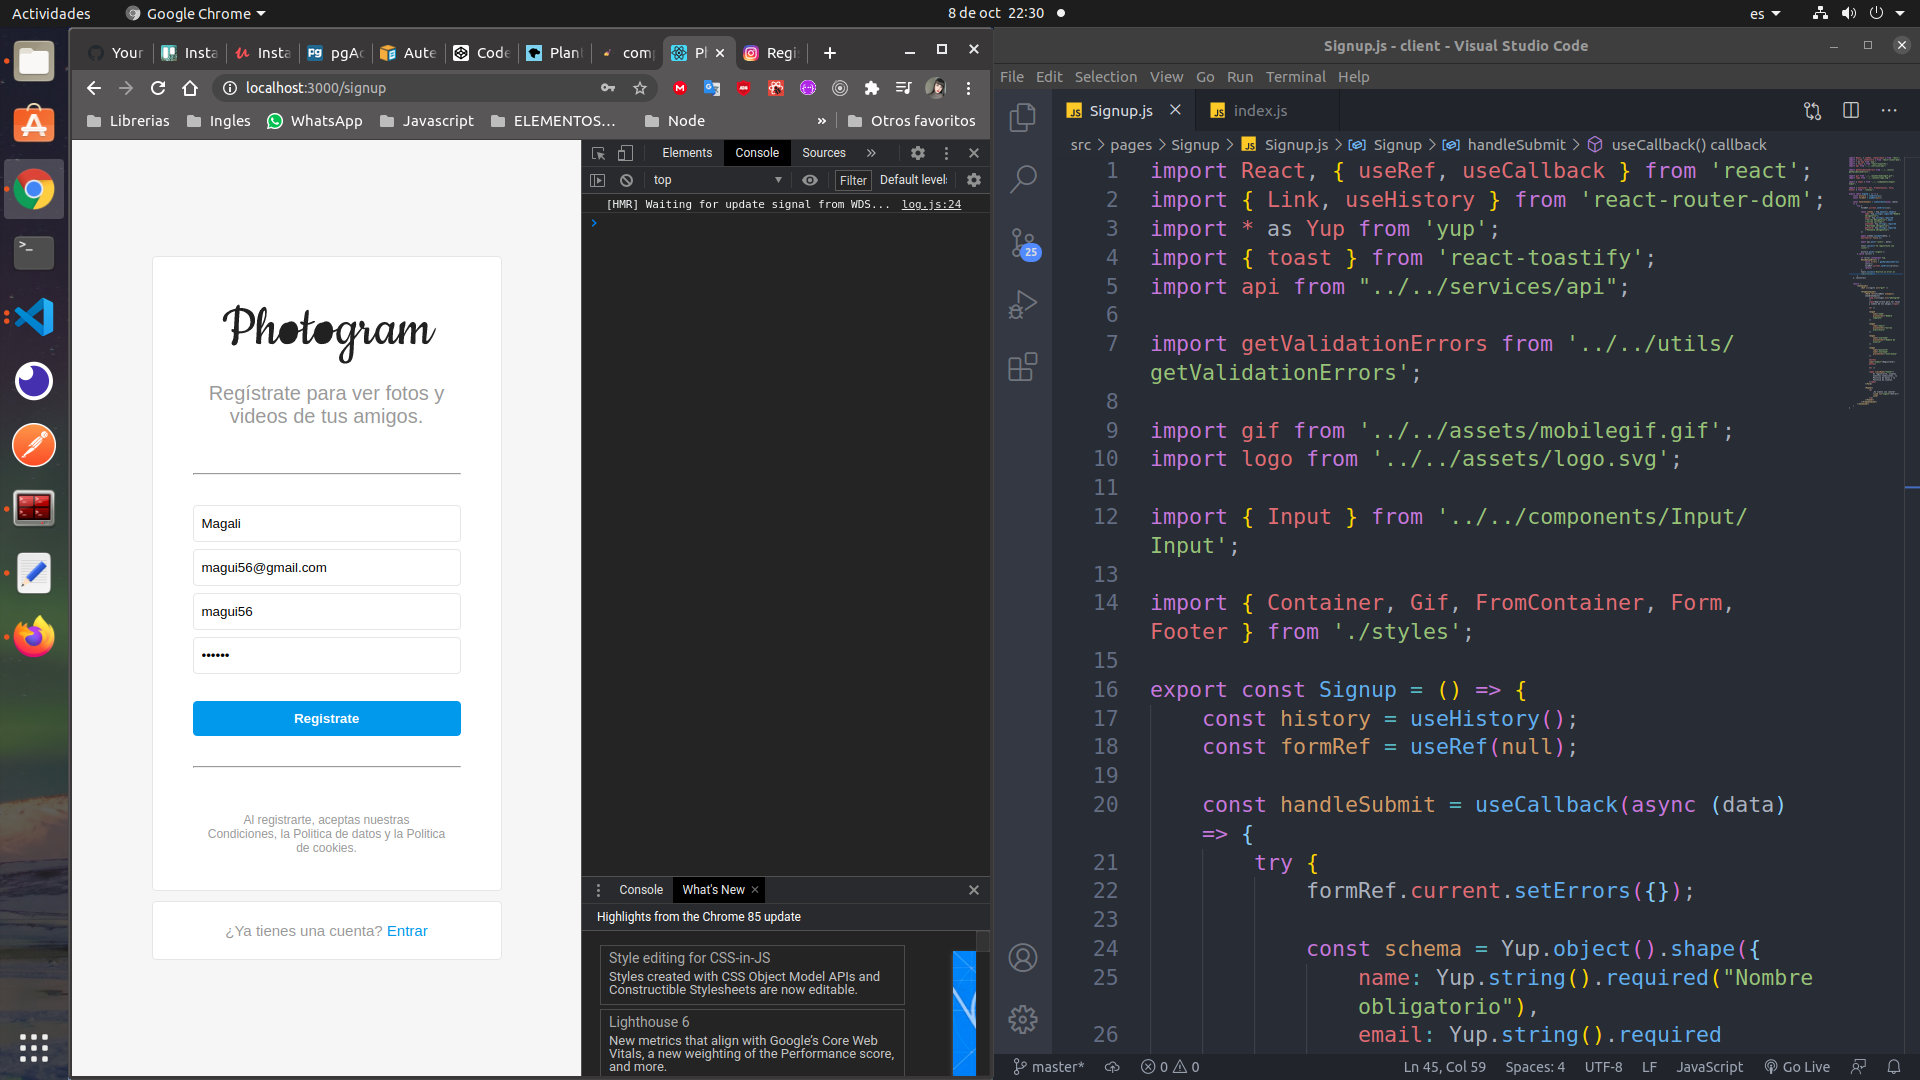 Actividades
Google Chrome
8 de oct 22:30
es
Your
Insta
Insta
pgAc
Aute
Code
Plant
comp
Ph
Regis
localhost:3000/signup
Librerias
Ingles
WhatsApp
Javascript
ELEMENTOS...
Node
»
Otros favoritos
Photogram
Regístrate para ver fotos y
videos de tus amigos.
Magali
magui56@gmail.com
magui56
••••••
Registrate
Al registrarte, aceptas nuestras
Condiciones, la Politica de datos y la Politica
de cookies.
¿Ya tienes una cuenta? Entrar
Elements
Console
Sources
»
top
Filter
Default levels
[HMR] Waiting for update signal from WDS... log.js:24
Console
What's New
Highlights from the Chrome 85 update
Style editing for CSS-in-JS
Styles created with CSS Object Model APIs and
Constructible Stylesheets are now editable.
Lighthouse 6
New metrics that align with Google's Core Web
Vitals, a new weighting of the Performance score,
and more.
Signup.js - client - Visual Studio Code
File Edit Selection View Go Run Terminal Help
JS Signup.js
JS index.js
src > pages > Signup > JS Signup.js > Signup > handleSubmit > useCallback() callback
25
1 import React, { useRef, useCallback } from 'react';
2 import { Link, useHistory } from 'react-router-dom';
3 import * as Yup from 'yup';
4 import { toast } from 'react-toastify';
5 import api from "../../services/api";
6
7 import getValidationErrors from '../../utils/
getValidationErrors';
8
9 import gif from '../../assets/mobilegif.gif';
10 import logo from '../../assets/logo.svg';
11
12 import { Input } from '../../components/Input/
Input';
13
14 import { Container, Gif, FromContainer, Form,
Footer } from './styles';
15
16 export const Signup = () => {
17 const history = useHistory();
18 const formRef = useRef(null);
19
20 const handleSubmit = useCallback(async (data)
=> {
21 try {
22 formRef.current.setErrors({});
23
24 const schema = Yup.object().shape({
25 name: Yup.string().required("Nombre
obligatorio"),
26 email: Yup.string().required
master*
0
0
Ln 45, Col 59
Spaces: 4
UTF-8
LF
JavaScript
Go Live